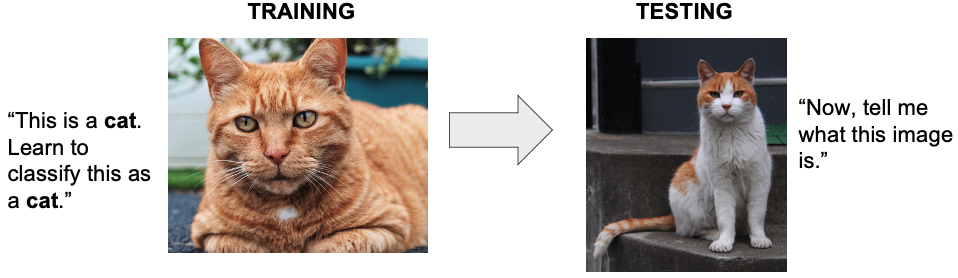 TRAINING
TESTING
“This is a cat.
Learn to
classify this as
a cat.”
“Now, tell me
what this image
is.”